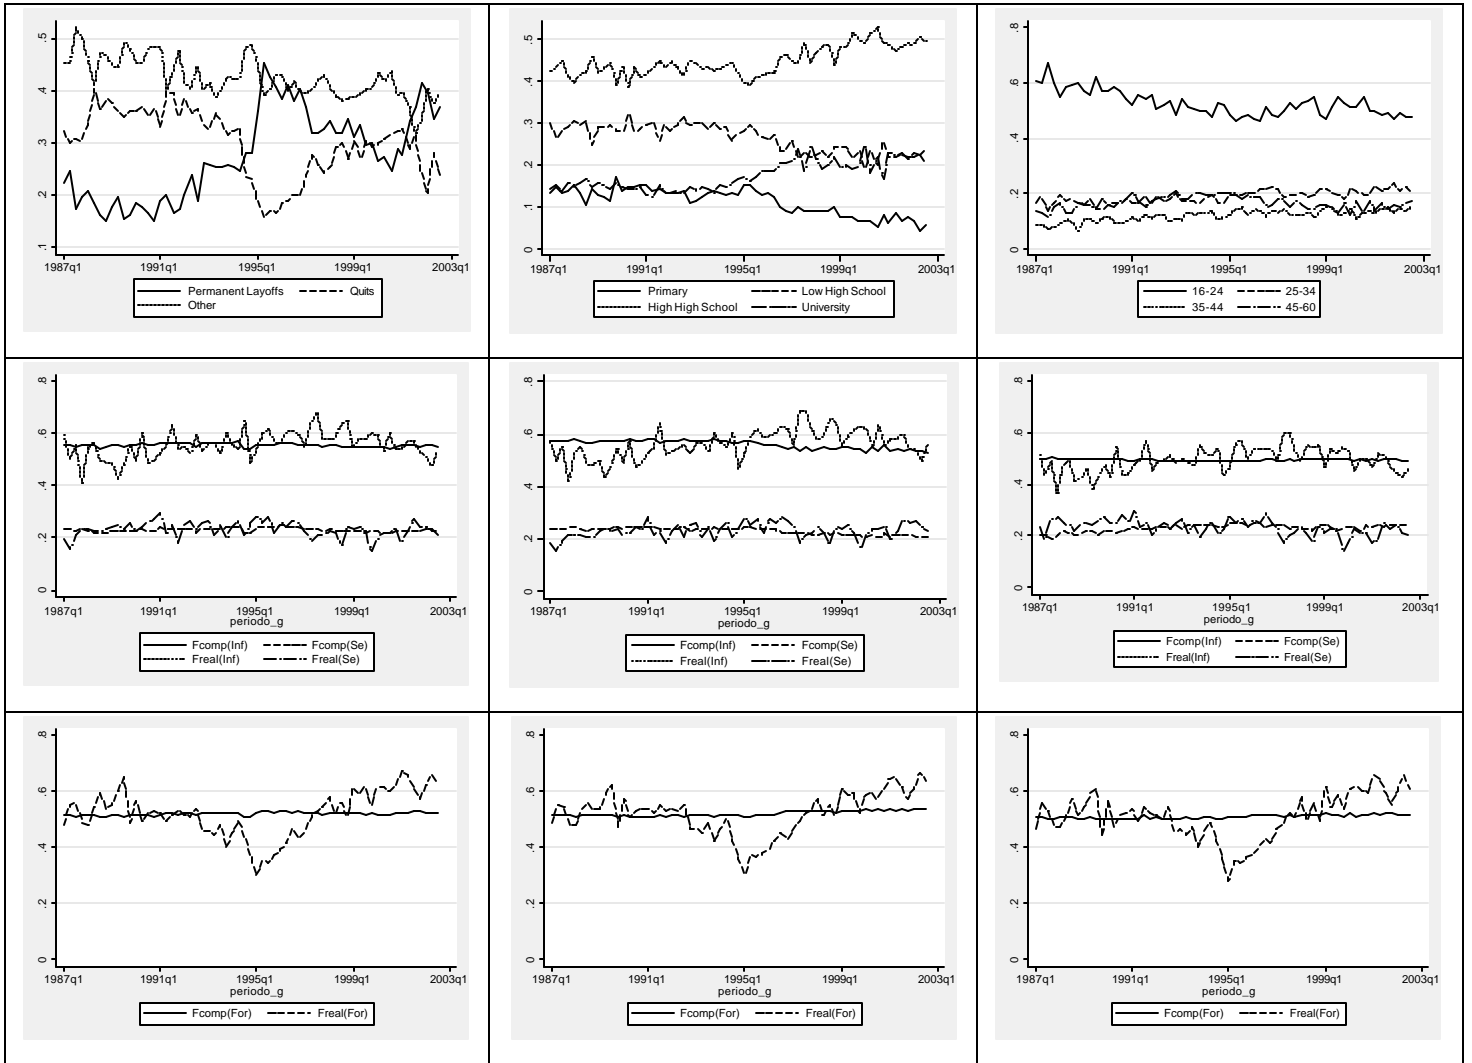 .5
.4
.3
.2
.1
1987q1 1991q1 1995q1 1999q1 2003q1
Permanent Layoffs Quits
Other
.5
.4
.3
.2
.1
0
1987q1 1991q1 1995q1 1999q1 2003q1
Primary Low High School
High High School University
.8
.6
.4
.2
0
1987q1 1991q1 1995q1 1999q1 2003q1
16-24 25-34
35-44 45-60
.8
.6
.4
.2
0
1987q1 1991q1 1995q1 1999q1 2003q1
periodo_g
Fcomp(Inf) Fcomp(Se)
Freal(Inf) Freal(Se)
.8
.6
.4
.2
0
1987q1 1991q1 1995q1 1999q1 2003q1
periodo_g
Fcomp(Inf) Fcomp(Se)
Freal(Inf) Freal(Se)
.8
.6
.4
.2
0
1987q1 1991q1 1995q1 1999q1 2003q1
periodo_g
Fcomp(Inf) Fcomp(Se)
Freal(Inf) Freal(Se)
.8
.6
.4
.2
0
1987q1 1991q1 1995q1 1999q1 2003q1
periodo_g
Fcomp(For) Freal(For)
.8
.6
.4
.2
0
1987q1 1991q1 1995q1 1999q1 2003q1
periodo_g
Fcomp(For) Freal(For)
.8
.6
.4
.2
0
1987q1 1991q1 1995q1 1999q1 2003q1
periodo_g
Fcomp(For) Freal(For)